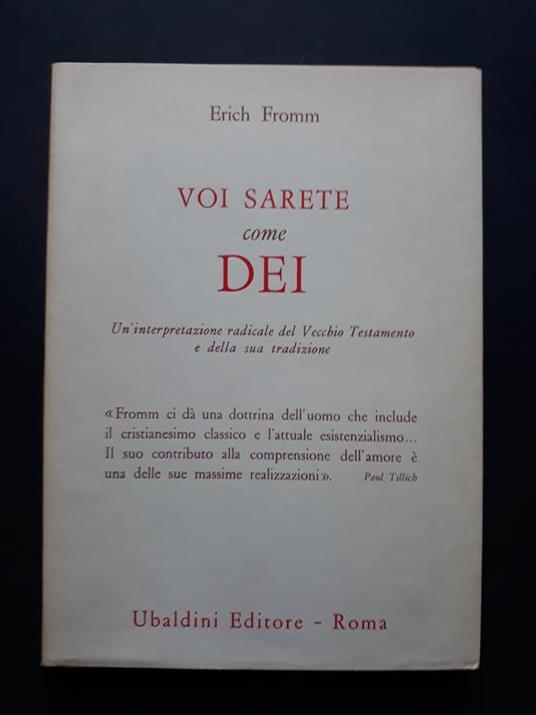 Erich Fromm
VOI SARETE
come
DEI
Un'interpretazione radicale del Vecchio Testamento
e della sua tradizione
«Fromm ci dà una dottrina dell'uomo che include
il cristianesimo classico e l'attuale esistenzialismo...
Il suo contributo alla comprensione dell'amore è
una delle sue massime realizzazioni». Paul Tillich
Ubaldini Editore - Roma